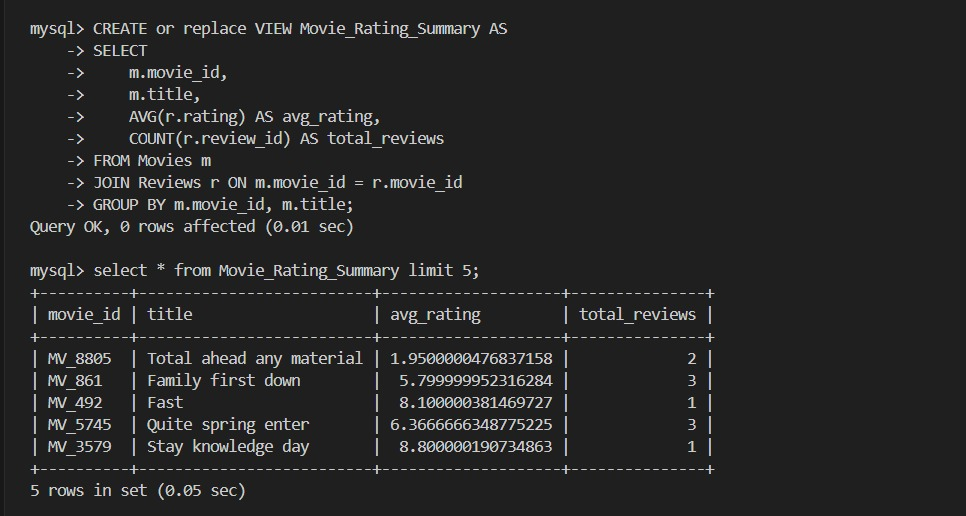 mysql> CREATE or replace VIEW Movie_Rating_Summary AS
    -> SELECT
    ->     m.movie_id,
    ->     m.title,
    ->     AVG(r.rating) AS avg_rating,
    ->     COUNT(r.review_id) AS total_reviews
    -> FROM Movies m
    -> JOIN Reviews r ON m.movie_id = r.movie_id
    -> GROUP BY m.movie_id, m.title;
Query OK, 0 rows affected (0.01 sec)

mysql> select * from Movie_Rating_Summary limit 5;
+----------+--------------------------+--------------------+---------------+
| movie_id | title                    | avg_rating         | total_reviews |
+----------+--------------------------+--------------------+---------------+
| MV_8805  | Total ahead any material | 1.9500000476837158 |             2 |
| MV_861   | Family first down        |  5.799999952316284 |             3 |
| MV_492   | Fast                     |  8.100000381469727 |             1 |
| MV_5745  | Quite spring enter       | 6.3666666348775225 |             3 |
| MV_3579  | Stay knowledge day       |  8.800000190734863 |             1 |
+----------+--------------------------+--------------------+---------------+
5 rows in set (0.05 sec)